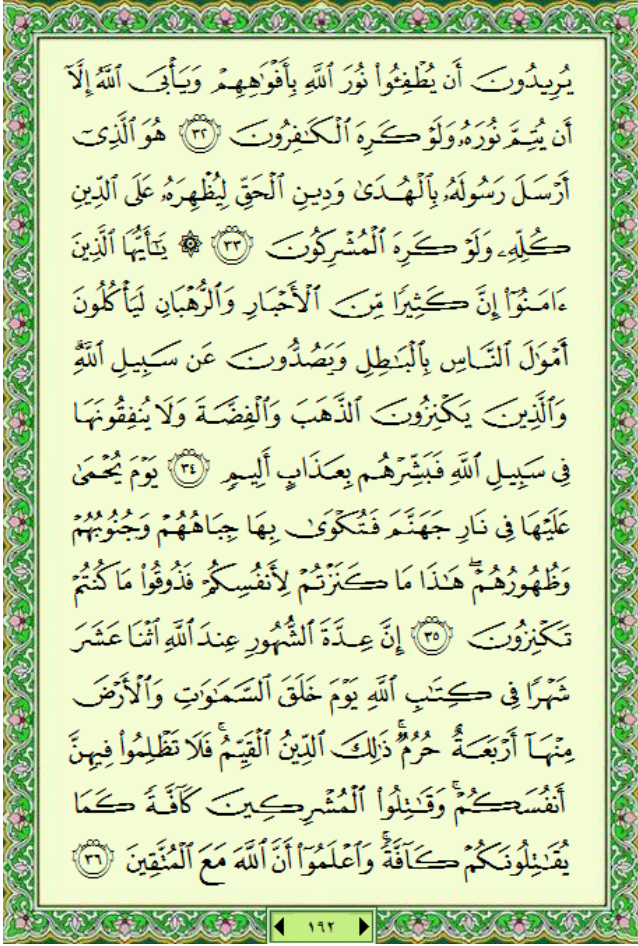 يُرِيدُونَ أَن يُطْفِـُٔوا۟ نُورَ ٱللَّهِ بِأَفْوَٰهِهِمْ وَيَأْبَى ٱللَّهُ إِلَّآ
أَن يُتِمَّ نُورَهُۥ وَلَوْ كَرِهَ ٱلْكَـٰفِرُونَ ﴿٣٢﴾ هُوَ ٱلَّذِىٓ
أَرْسَلَ رَسُولَهُۥ بِٱلْهُدَىٰ وَدِينِ ٱلْحَقِّ لِيُظْهِرَهُۥ عَلَى ٱلدِّينِ
كُلِّهِۦ وَلَوْ كَرِهَ ٱلْمُشْرِكُونَ ﴿٣٣﴾ ۞ يَـٰٓأَيُّهَا ٱلَّذِينَ
ءَامَنُوٓا۟ إِنَّ كَثِيرًا مِّنَ ٱلْأَحْبَارِ وَٱلرُّهْبَانِ لَيَأْكُلُونَ
أَمْوَٰلَ ٱلنَّاسِ بِٱلْبَـٰطِلِ وَيَصُدُّونَ عَن سَبِيلِ ٱللَّهِ ۗ
وَٱلَّذِينَ يَكْنِزُونَ ٱلذَّهَبَ وَٱلْفِضَّةَ وَلَا يُنفِقُونَهَا
فِى سَبِيلِ ٱللَّهِ فَبَشِّرْهُم بِعَذَابٍ أَلِيمٍ ﴿٣٤﴾ يَوْمَ يُحْمَىٰ
عَلَيْهَا فِى نَارِ جَهَنَّمَ فَتُكْوَىٰ بِهَا جِبَاهُهُمْ وَجُنُوبُهُمْ
وَظُهُورُهُمْ ۖ هَـٰذَا مَا كَنَزْتُمْ لِأَنفُسِكُمْ فَذُوقُوا۟ مَا كُنتُمْ
تَكْنِزُونَ ﴿٣٥﴾ إِنَّ عِدَّةَ ٱلشُّهُورِ عِندَ ٱللَّهِ ٱثْنَا عَشَرَ
شَهْرًا فِى كِتَـٰبِ ٱللَّهِ يَوْمَ خَلَقَ ٱلسَّمَـٰوَٰتِ وَٱلْأَرْضَ
مِنْهَآ أَرْبَعَةٌ حُرُمٌ ۚ ذَٰلِكَ ٱلدِّينُ ٱلْقَيِّمُ ۚ فَلَا تَظْلِمُوا۟ فِيهِنَّ
أَنفُسَكُمْ ۚ وَقَـٰتِلُوا۟ ٱلْمُشْرِكِينَ كَآفَّةً كَمَا
يُقَـٰتِلُونَكُمْ كَآفَّةً ۚ وَٱعْلَمُوٓا۟ أَنَّ ٱللَّهَ مَعَ ٱلْمُتَّقِينَ ﴿٣٦﴾
١٩٢